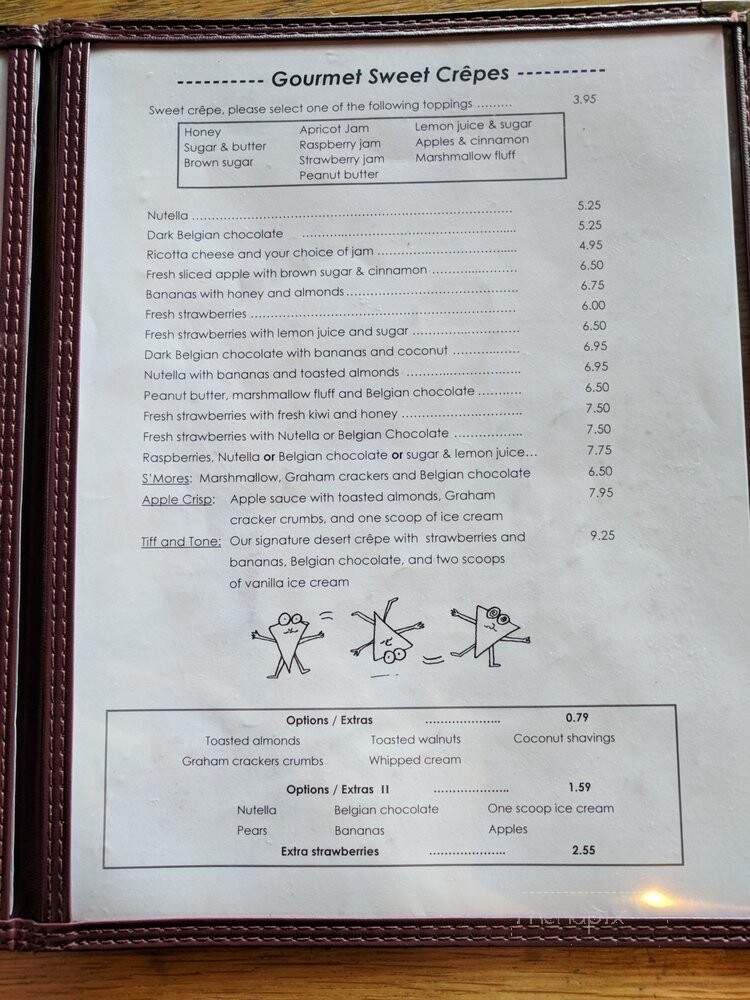 ---------- Gourmet Sweet Crêpes ----------
Sweet crêpe, please select one of the following toppings ......... 3.95
Honey Apricot Jam Lemon juice & sugar
Sugar & butter Raspberry jam Apples & cinnamon
Brown sugar Strawberry jam Marshmallow fluff
Peanut butter
Nutella ................................................................ 5.25
Dark Belgian chocolate ........................................... 5.25
Ricotta cheese and your choice of jam ........................... 4.95
Fresh sliced apple with brown sugar & cinnamon ................. 6.50
Bananas with honey and almonds ................................... 6.75
Fresh strawberries .................................................. 6.00
Fresh strawberries with lemon juice and sugar .................. 6.50
Dark Belgian chocolate with bananas and coconut ............. 6.95
Nutella with bananas and toasted almonds ..................... 6.95
Peanut butter, marshmallow fluff and Belgian chocolate ........... 6.50
Fresh strawberries with fresh kiwi and honey ..................... 7.50
Fresh strawberries with Nutella or Belgian Chocolate ............. 7.50
Raspberries, Nutella or Belgian chocolate or sugar & lemon juice... 7.75
S'Mores: Marshmallow, Graham crackers and Belgian chocolate 6.50
Apple Crisp: Apple sauce with toasted almonds, Graham 7.95
cracker crumbs, and one scoop of ice cream
Tiff and Tone: Our signature desert crêpe with strawberries and 9.25
bananas, Belgian chocolate, and two scoops
of vanilla ice cream
Options / Extras .................... 0.79
Toasted almonds Toasted walnuts Coconut shavings
Graham crackers crumbs Whipped cream
Options / Extras II .................... 1.59
Nutella Belgian chocolate One scoop ice cream
Pears Bananas Apples
Extra strawberries .................... 2.55
menupix